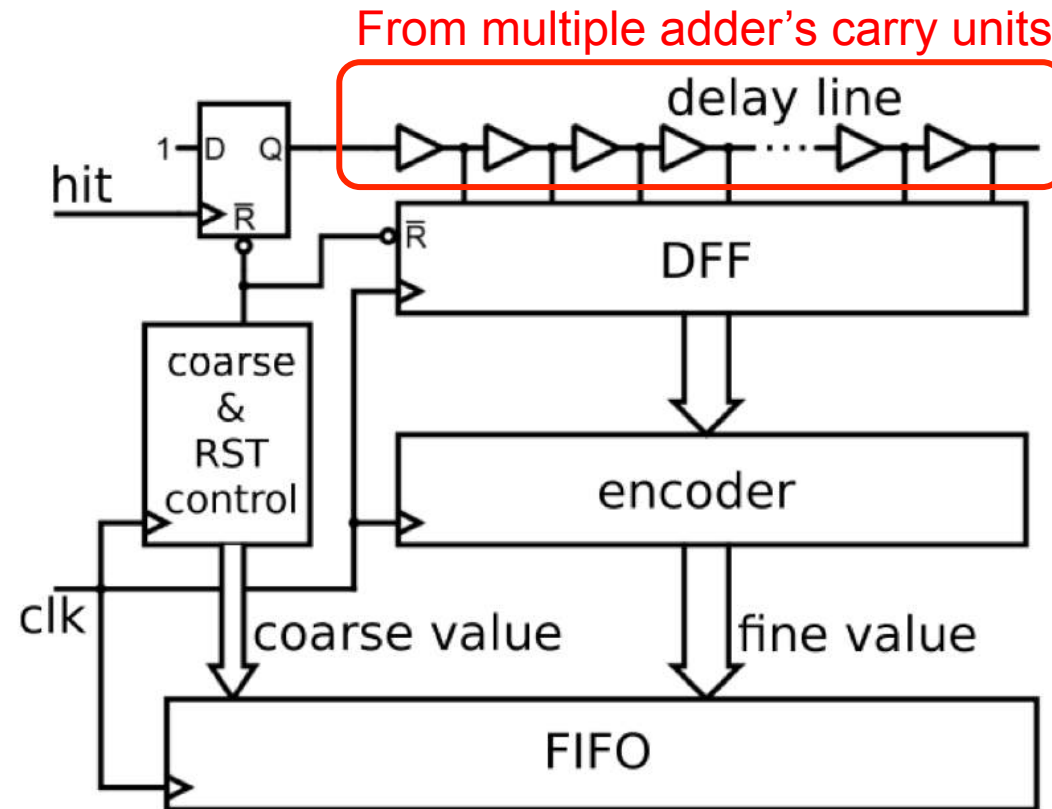 From multiple adder's carry units
delay line
1 D Q
hit
R̅
R̅
DFF
coarse
&
RST
control
encoder
clk
coarse value
fine value
FIFO